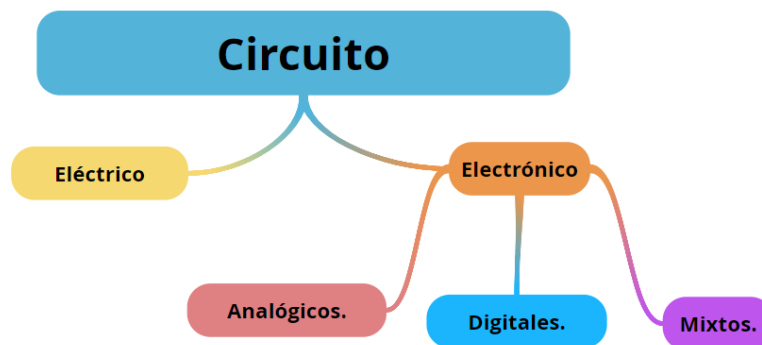 Circuito
Eléctrico
Electrónico
Analógicos.
Digitales.
Mixtos.